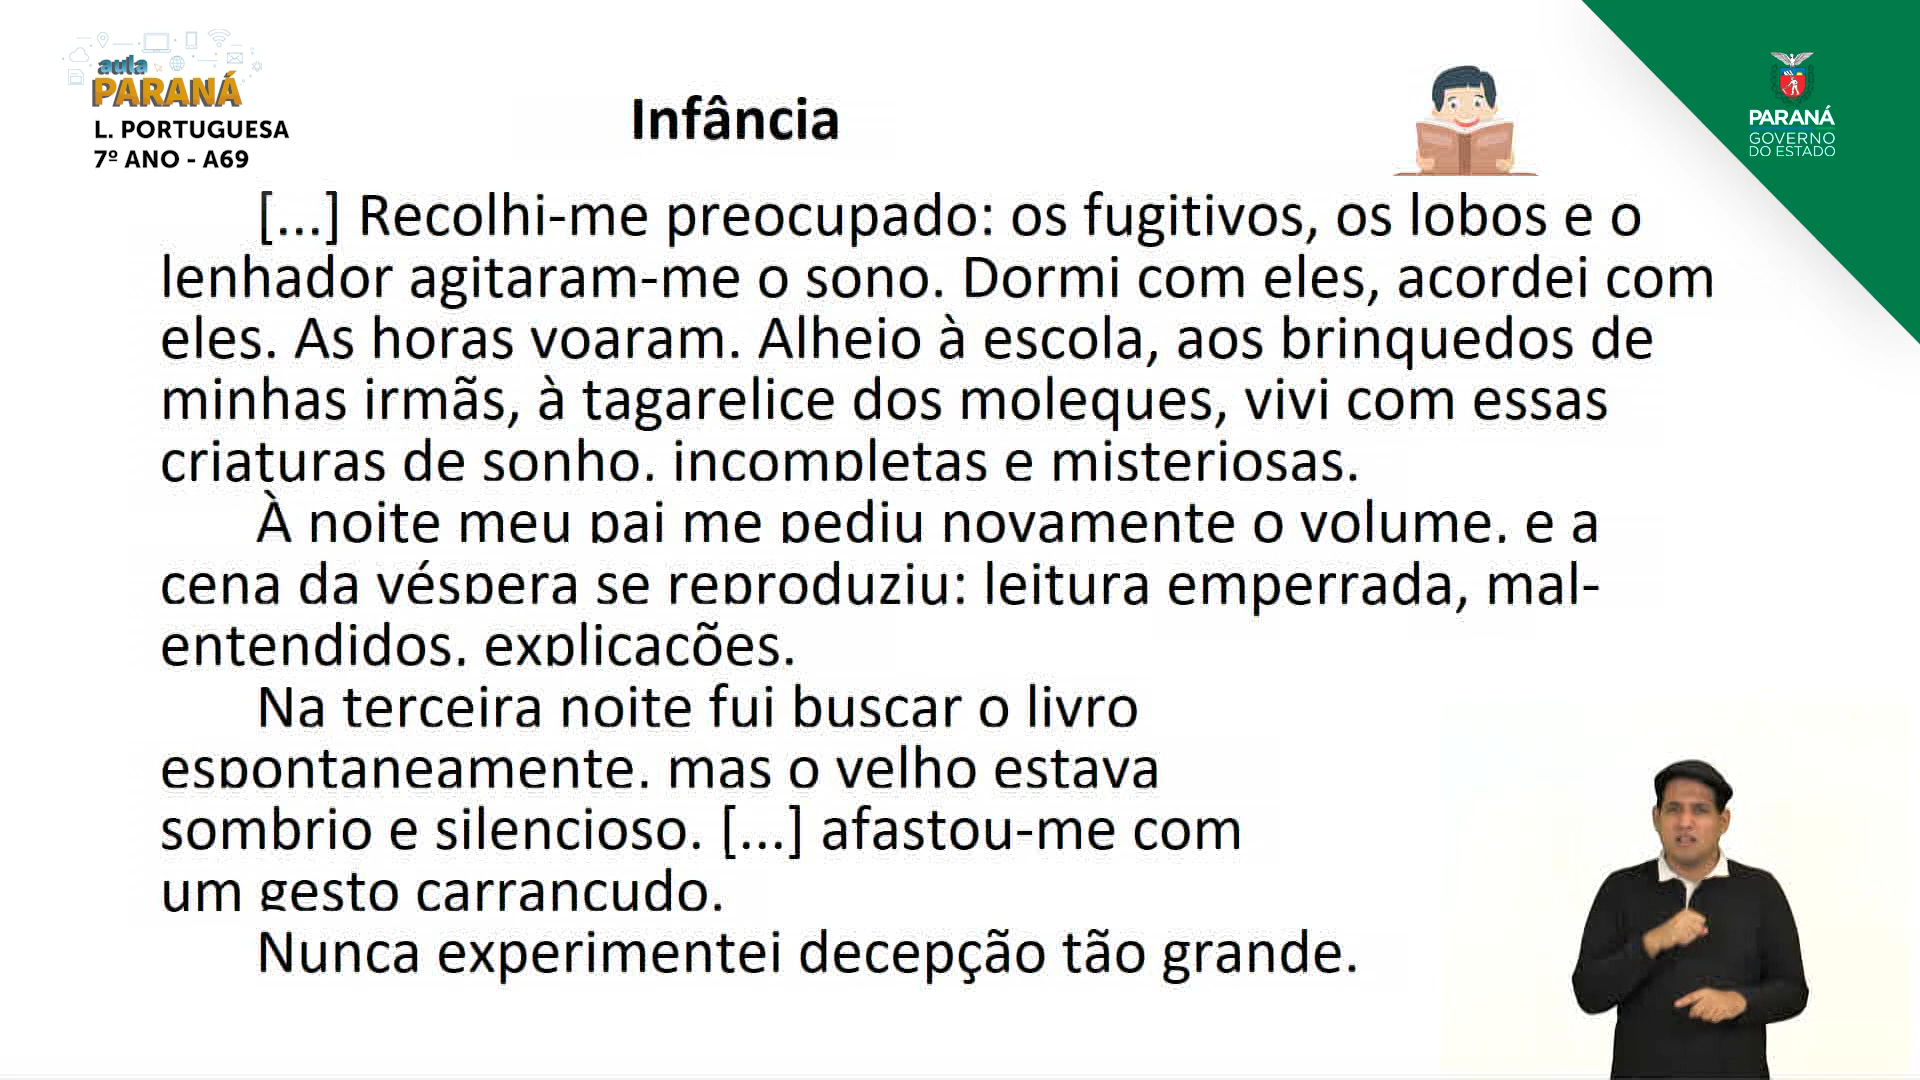 aula
PARANÁ
L. PORTUGUESA
7º ANO - A69
Infância
PARANÁ
GOVERNO
DO ESTADO
[...] Recolhi-me preocupado: os fugitivos, os lobos e o
lenhador agitaram-me o sono. Dormi com eles, acordei com
eles. As horas voaram. Alheio à escola, aos brinquedos de
minhas irmãs, à tagarelice dos moleques, vivi com essas
criaturas de sonho, incompletas e misteriosas.
À noite meu pai me pediu novamente o volume, e a
cena da véspera se reproduziu: leitura emperrada, mal-
entendidos, explicações.
Na terceira noite fui buscar o livro
espontaneamente, mas o velho estava
sombrio e silencioso. [...] afastou-me com
um gesto carrancudo.
Nunca experimentei decepção tão grande.